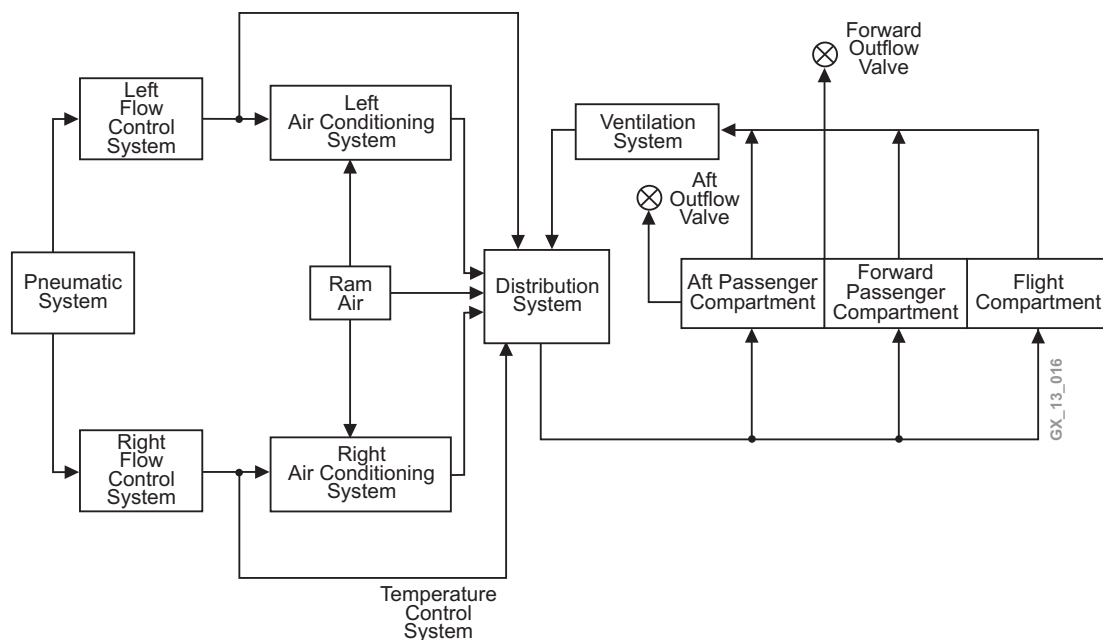 Left
Flow
Control
System
Left
Air Conditioning
System
Forward
Outflow
Valve
Ventilation
System
Aft
Outflow
Valve
Pneumatic
System
Ram
Air
Distribution
System
Aft Passenger
Compartment
Forward
Passenger
Compartment
Flight
Compartment
Right
Flow
Control
System
Right
Air Conditioning
System
Temperature
Control
System
GX_13_016